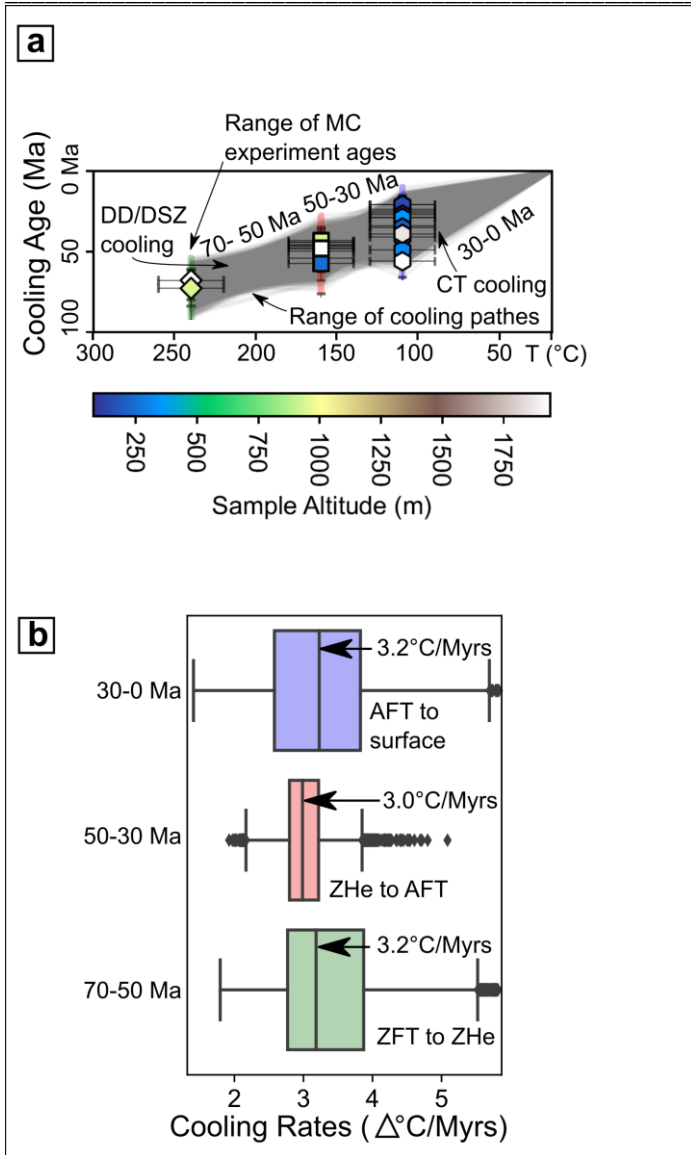 a
Range of MC
experiment ages
Cooling Age (Ma)
0 Ma
50
100
DD/DSZ
cooling
70- 50 Ma
50-30 Ma
30-0 Ma
CT cooling
Range of cooling pathes
300
250
200
150
100
50
T (°C)
250
500
750
1000
1250
1500
1750
Sample Altitude (m)
b
30-0 Ma
3.2°C/Myrs
AFT to
surface
50-30 Ma
3.0°C/Myrs
ZHe to AFT
70-50 Ma
3.2°C/Myrs
ZFT to ZHe
2
3
4
5
Cooling Rates (△°C/Myrs)